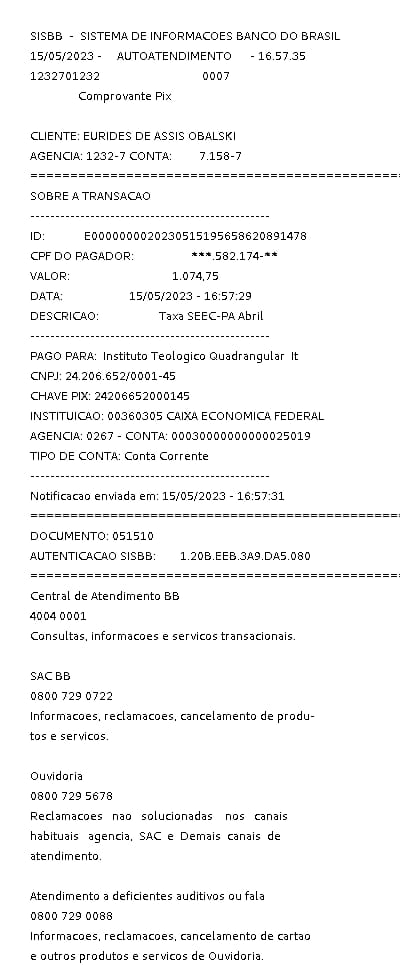 SISBB - SISTEMA DE INFORMACOES BANCO DO BRASIL
15/05/2023 - AUTOATENDIMENTO - 16.57.35
1232701232 0007
Comprovante Pix
CLIENTE: EURIDES DE ASSIS OBALSKI
AGENCIA: 1232-7 CONTA: 7.158-7
================================================
SOBRE A TRANSACAO
------------------------------------------------
ID: E00000000202305151956586208​91478
CPF DO PAGADOR: ***.582.174-**
VALOR: 1.074,75
DATA: 15/05/2023 - 16:57:29
DESCRICAO: Taxa SEEC-PA Abril
------------------------------------------------
PAGO PARA: Instituto Teologico Quadrangular It
CNPJ: 24.206.652/0001-45
CHAVE PIX: 24206652000145
INSTITUICAO: 00360305 CAIXA ECONOMICA FEDERAL
AGENCIA: 0267 - CONTA: 00030000000000025019
TIPO DE CONTA: Conta Corrente
------------------------------------------------
Notificacao enviada em: 15/05/2023 - 16:57:31
================================================
DOCUMENTO: 051510
AUTENTICACAO SISBB: 1.20B.EEB.3A9.DA5.080
================================================
Central de Atendimento BB
4004 0001
Consultas, informacoes e servicos transacionais.
SAC BB
0800 729 0722
Informacoes, reclamacoes, cancelamento de produ-
tos e servicos.
Ouvidoria
0800 729 5678
Reclamacoes nao solucionadas nos canais
habituais agencia, SAC e Demais canais de
atendimento.
Atendimento a deficientes auditivos ou fala
0800 729 0088
Informacoes, reclamacoes, cancelamento de cartao
e outros produtos e servicos de Ouvidoria.